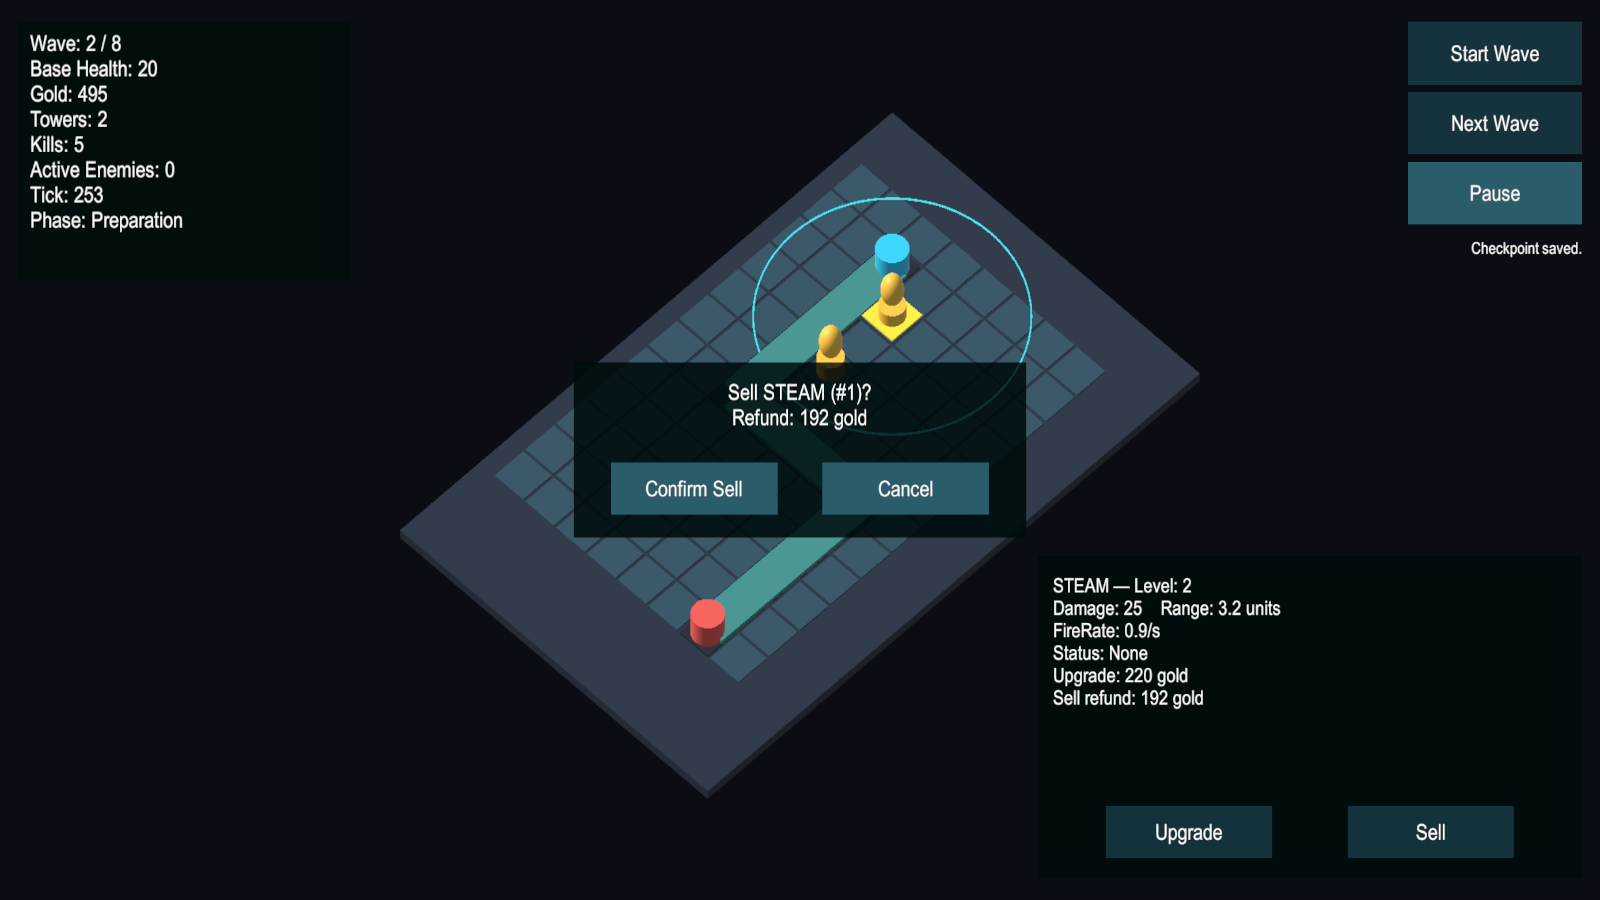 Wave: 2 / 8
Base Health: 20
Gold: 495
Towers: 2
Kills: 5
Active Enemies: 0
Tick: 253
Phase: Preparation
Start Wave
Next Wave
Pause
Checkpoint saved.
Sell STEAM (#1)?
Refund: 192 gold
Confirm Sell
Cancel
STEAM — Level: 2
Damage: 25    Range: 3.2 units
FireRate: 0.9/s
Status: None
Upgrade: 220 gold
Sell refund: 192 gold
Upgrade
Sell